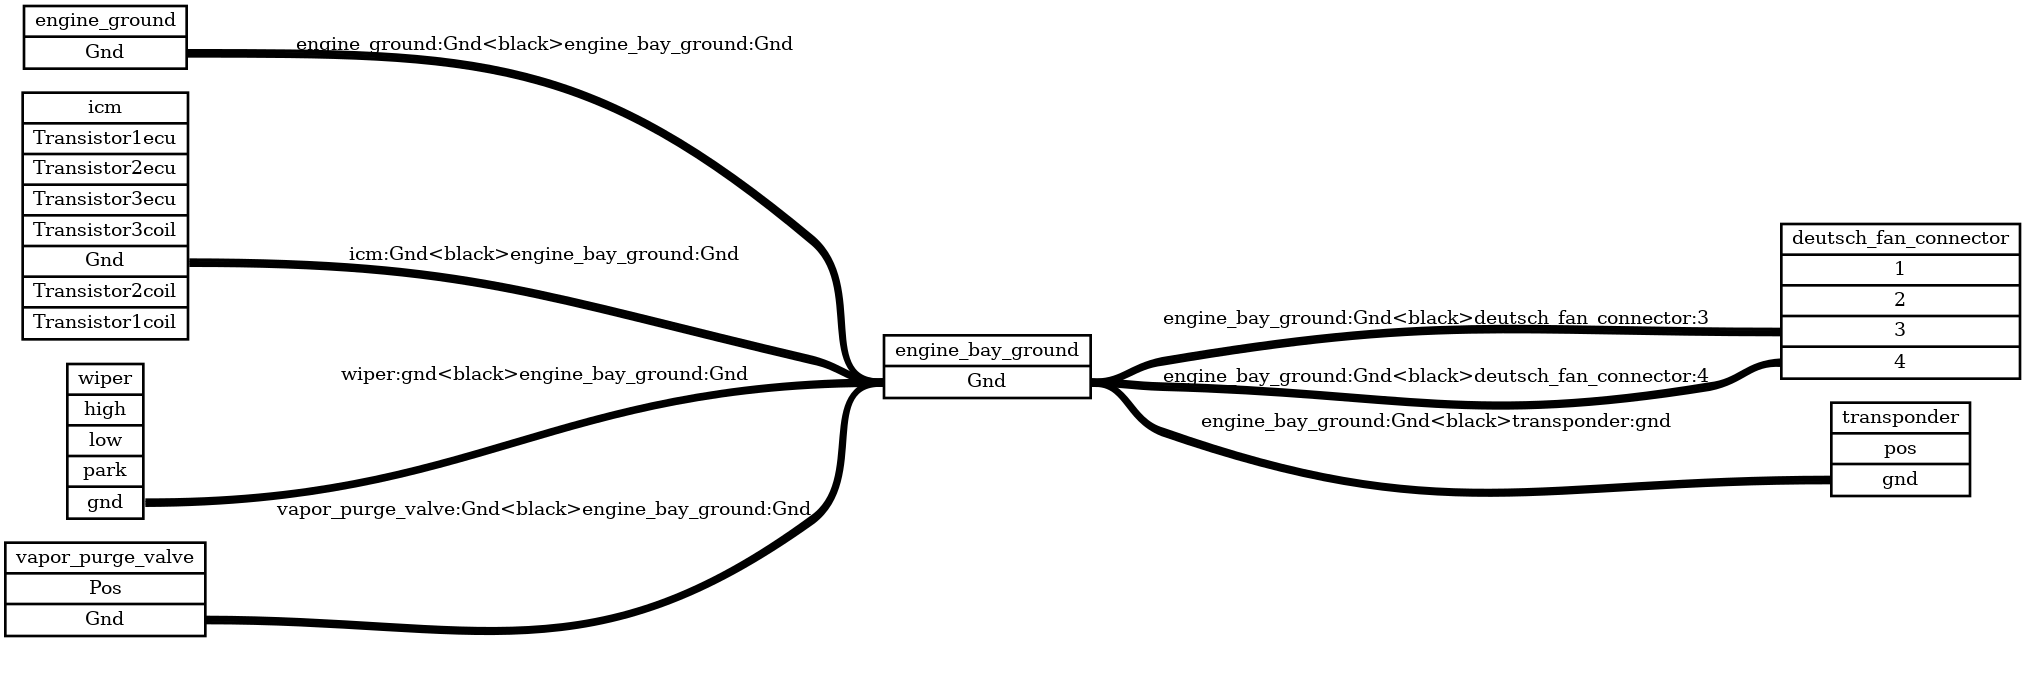 engine_ground
Gnd
engine_ground:Gnd<black>engine_bay_ground:Gnd
icm
Transistor1ecu
Transistor2ecu
Transistor3ecu
Transistor3coil
Gnd
Transistor2coil
Transistor1coil
icm:Gnd<black>engine_bay_ground:Gnd
wiper
high
low
park
gnd
wiper:gnd<black>engine_bay_ground:Gnd
vapor_purge_valve
Pos
Gnd
vapor_purge_valve:Gnd<black>engine_bay_ground:Gnd
engine_bay_ground
Gnd
engine_bay_ground:Gnd<black>deutsch_fan_connector:3
engine_bay_ground:Gnd<black>deutsch_fan_connector:4
engine_bay_ground:Gnd<black>transponder:gnd
deutsch_fan_connector
1
2
3
4
transponder
pos
gnd